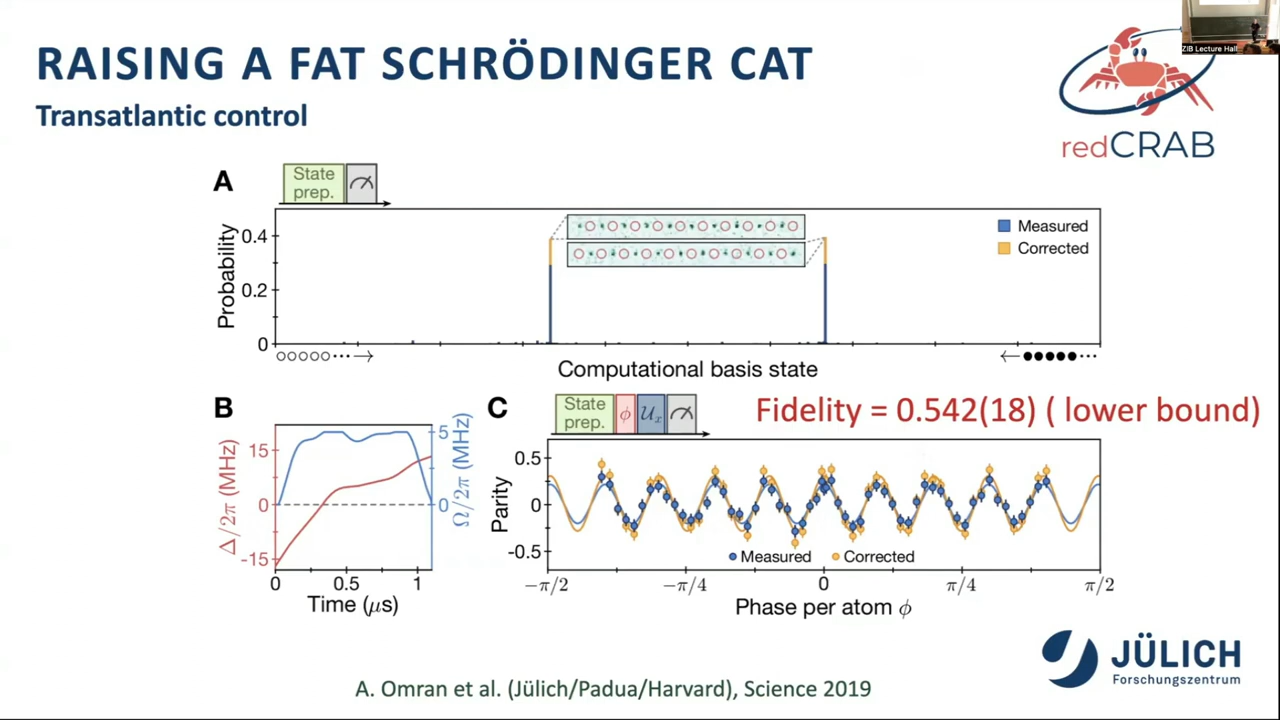 RAISING A FAT SCHRÖDINGER CAT
Transatlantic control
ZIB Lecture Hall
redCRAB
A
State
prep.
Measured
Corrected
Probability
0.4
0.2
0
Computational basis state
B
Δ/2π (MHz)
15
0
-15
5
0
Ω/2π (MHz)
0
0.5
1
Time (μs)
C
State
prep.
ϕ
𝒰ₓ
Fidelity = 0.542(18) ( lower bound)
Parity
0.5
0
-0.5
Measured
Corrected
−π/2
−π/4
0
π/4
π/2
Phase per atom ϕ
JÜLICH
Forschungszentrum
A. Omran et al. (Jülich/Padua/Harvard), Science 2019